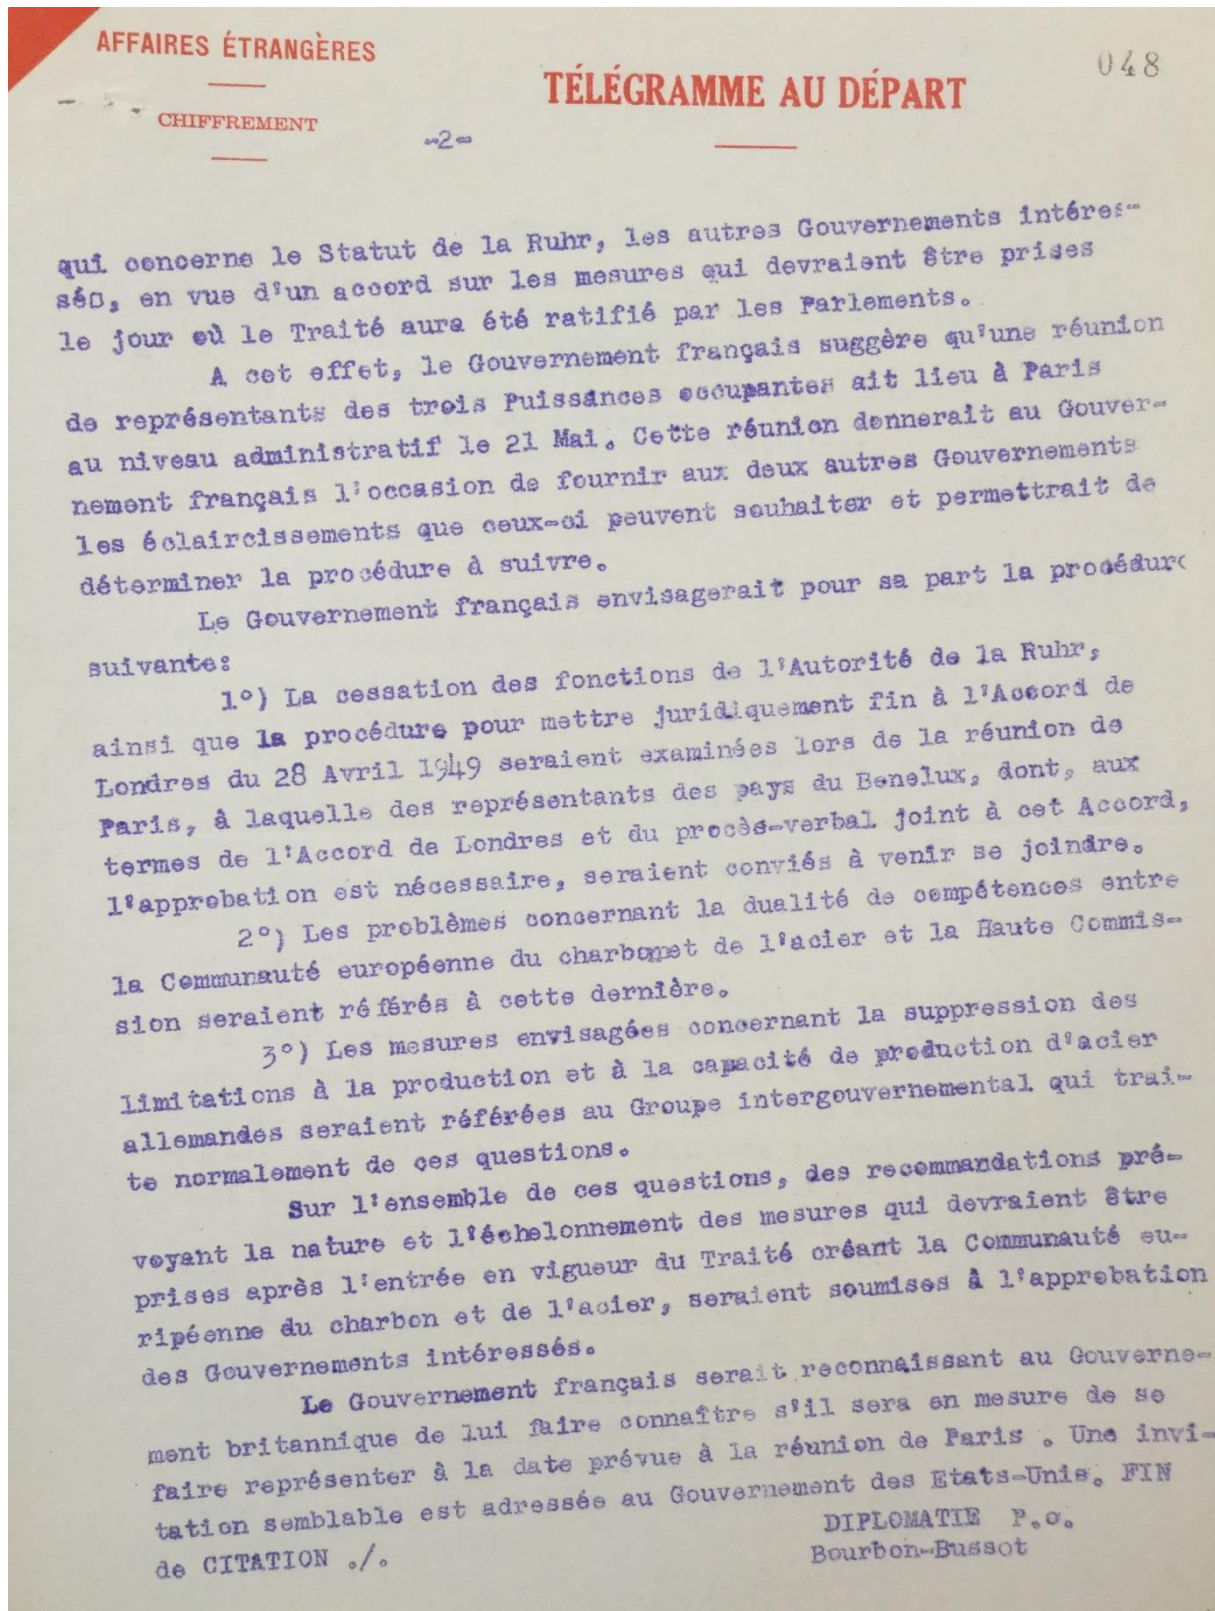 AFFAIRES ÉTRANGÈRES
048
TÉLÉGRAMME AU DÉPART
CHIFFREMENT
-2-
qui concerne le Statut de la Ruhr, les autres Gouvernements intéres-
sés, en vue d'un accord sur les mesures qui devraient être prises
le jour où le Traité aura été ratifié par les Parlements.
A cet effet, le Gouvernement français suggère qu'une réunion
de représentants des trois Puissances occupantes ait lieu à Paris
au niveau administratif le 21 Mai. Cette réunion donnerait au Gouver-
nement français l'occasion de fournir aux deux autres Gouvernements
les éclaircissements que ceux-ci peuvent souhaiter et permettrait de
déterminer la procédure à suivre.
Le Gouvernement français envisagerait pour sa part la procédure
suivante:
1°) La cessation des fonctions de l'Autorité de la Ruhr,
ainsi que la procédure pour mettre juridiquement fin à l'Accord de
Londres du 28 Avril 1949 seraient examinées lors de la réunion de
Paris, à laquelle des représentants des pays du Benelux, dont, aux
termes de l'Accord de Londres et du procès-verbal joint à cet Accord,
l'approbation est nécessaire, seraient conviés à venir se joindre.
2°) Les problèmes concernant la dualité de compétences entre
la Communauté européenne du charbonet de l'acier et la Haute Commis-
sion seraient référés à cette dernière.
3°) Les mesures envisagées concernant la suppression des
limitations à la production et à la capacité de production d'acier
allemandes seraient référées au Groupe intergouvernemental qui trai-
te normalement de ces questions.
Sur l'ensemble de ces questions, des recommandations pré-
voyant la nature et l'échelonnement des mesures qui devraient être
prises après l'entrée en vigueur du Traité créant la Communauté eu-
ripéenne du charbon et de l'acier, seraient soumises à l'approbation
des Gouvernements intéressés.
Le Gouvernement français serait reconnaissant au Gouverne-
ment britannique de lui faire connaître s'il sera en mesure de se
faire représenter à la date prévue à la réunion de Paris . Une invi-
tation semblable est adressée au Gouvernement des Etats-Unis. FIN
de CITATION ./.
DIPLOMATIE P.o.
Bourbon-Bussot